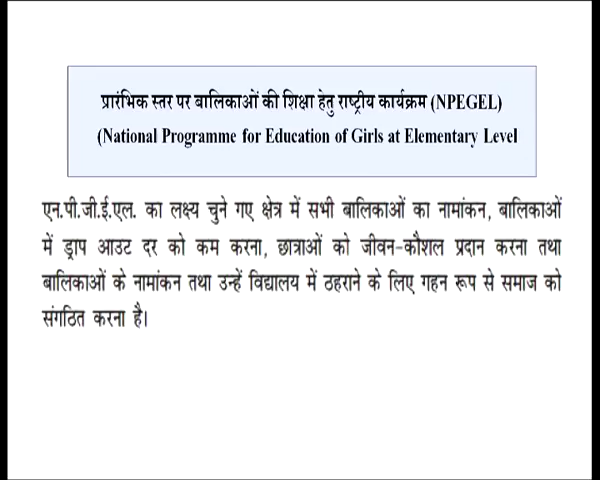 प्रारंभिक स्तर पर बालिकाओं की शिक्षा हेतु राष्ट्रीय कार्यक्रम (NPEGEL)
(National Programme for Education of Girls at Elementary Level
एन.पी.जी.ई.एल. का लक्ष्य चुने गए क्षेत्र में सभी बालिकाओं का नामांकन, बालिकाओं
में ड्राप आउट दर को कम करना, छात्राओं को जीवन-कौशल प्रदान करना तथा
बालिकाओं के नामांकन तथा उन्हें विद्यालय में ठहराने के लिए गहन रूप से समाज को
संगठित करना है।